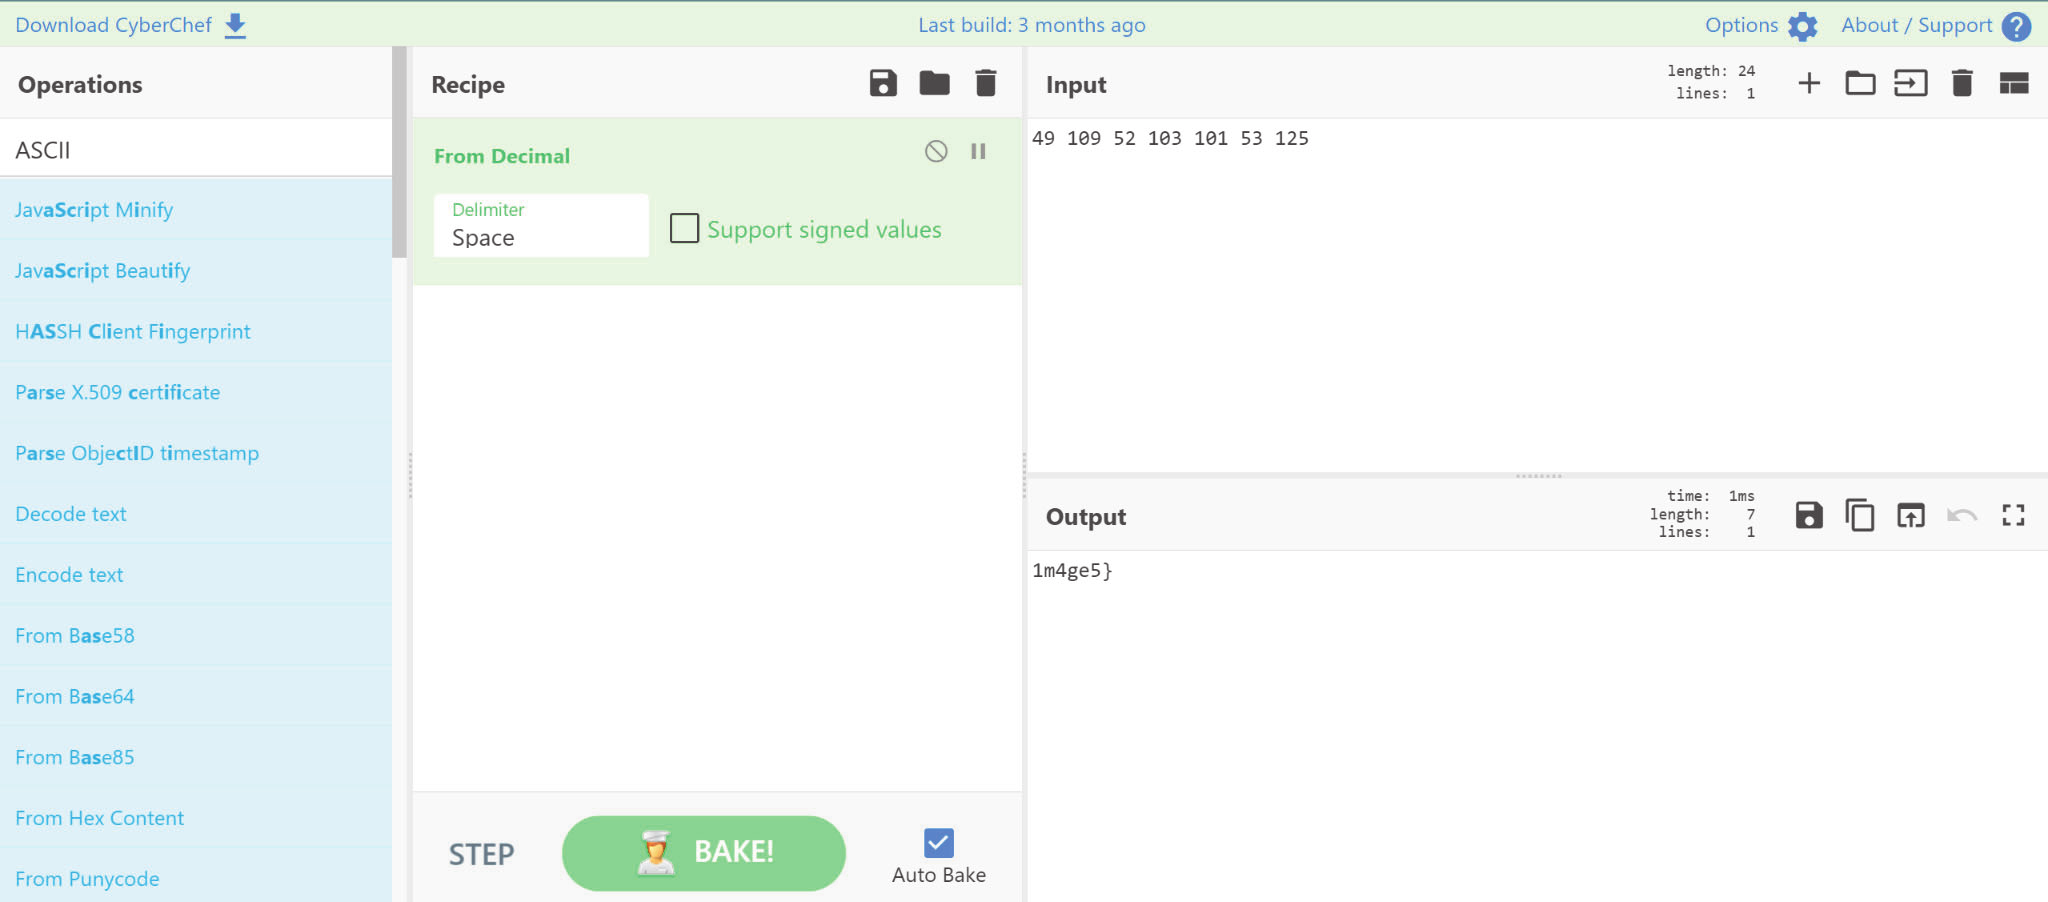 Download CyberChef
Last build: 3 months ago
Options
About / Support
Operations
ASCII
JavaScript Minify
JavaScript Beautify
HASSH Client Fingerprint
Parse X.509 certificate
Parse ObjectID timestamp
Decode text
Encode text
From Base58
From Base64
From Base85
From Hex Content
From Punycode
Recipe
From Decimal
Delimiter
Space
Support signed values
STEP
BAKE!
Auto Bake
Input
length: 24
lines: 1
49 109 52 103 101 53 125
Output
time: 1ms
length: 7
lines: 1
1m4ge5}